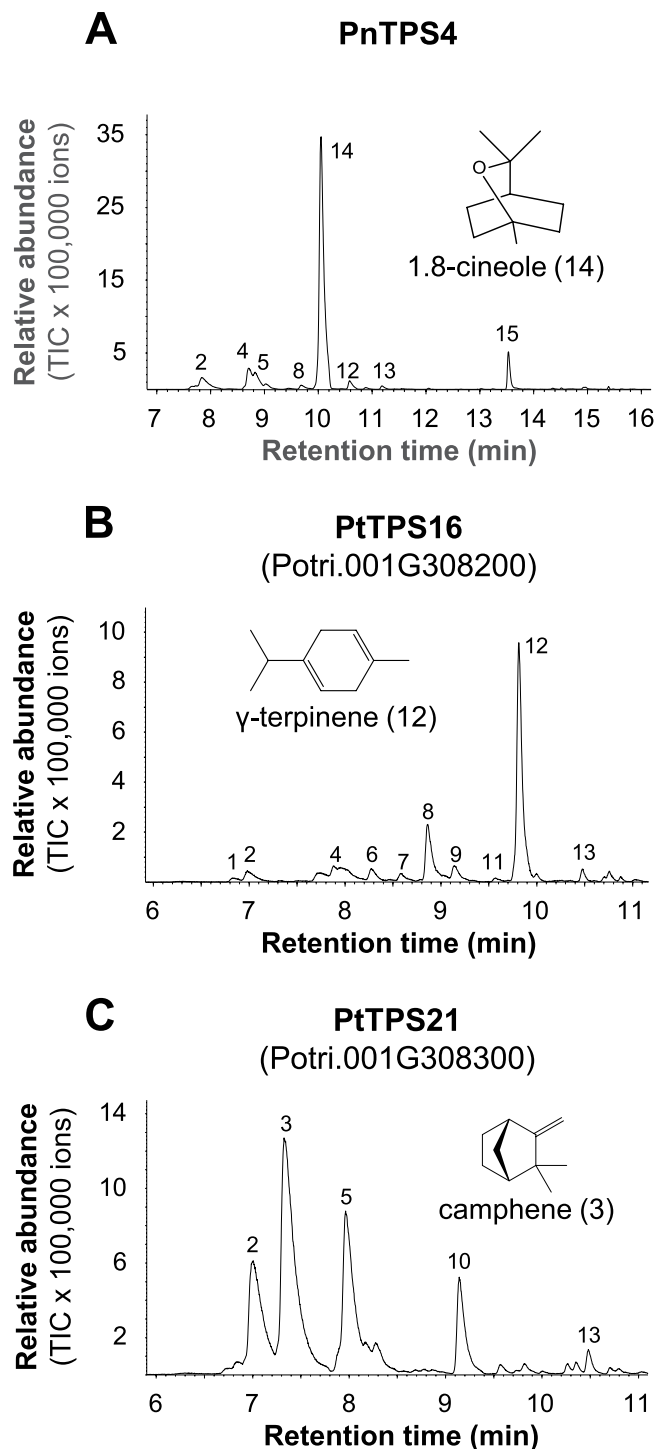 A
PnTPS4
Relative abundance
(TIC x 100,000 ions)
35
25
15
5
14
O
1.8-cineole (14)
2
4
5
8
12
13
15
7 8 9 10 11 12 13 14 15 16
Retention time (min)
B
PtTPS16
(Potri.001G308200)
Relative abundance
(TIC x 100,000 ions)
10
8
6
4
2
12
γ-terpinene (12)
1
2
4
6
7
8
9
11
13
6 7 8 9 10 11
Retention time (min)
C
PtTPS21
(Potri.001G308300)
Relative abundance
(TIC x 100,000 ions)
14
10
6
2
3
camphene (3)
2
5
10
13
6 7 8 9 10 11
Retention time (min)